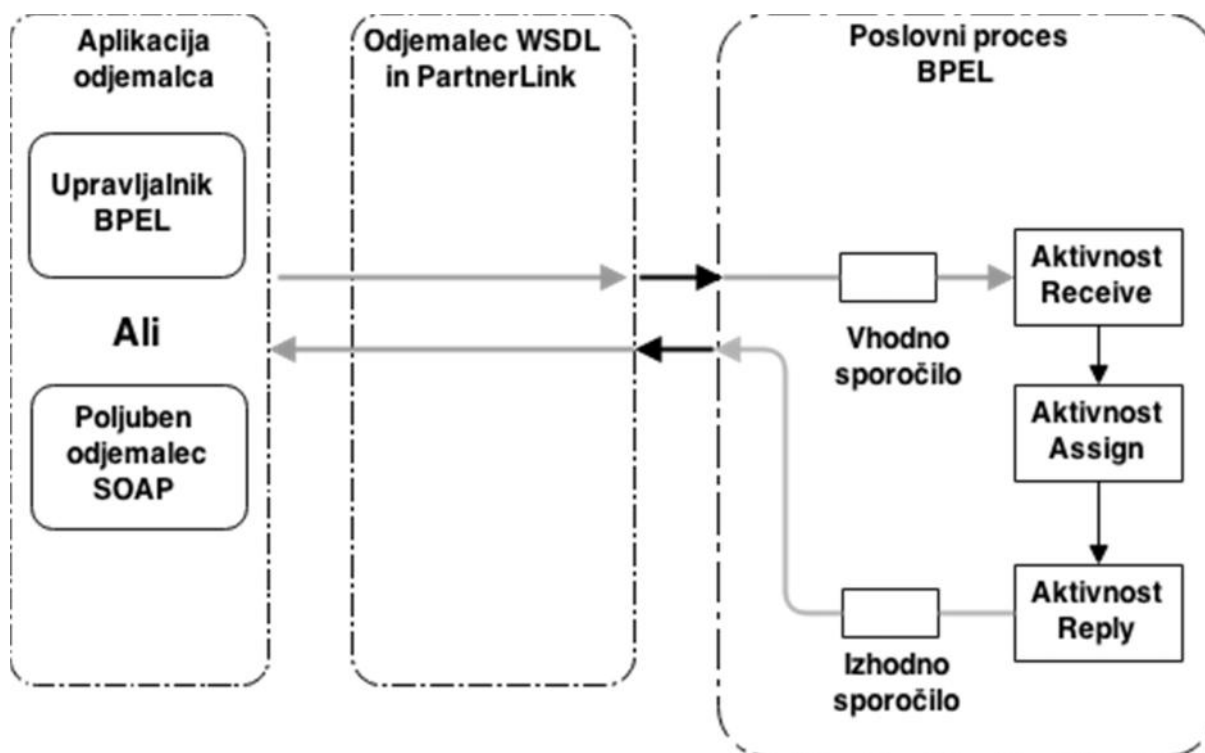 Aplikacija
odjemalca
Upravljalnik
BPEL
Ali
Poljuben
odjemalec
SOAP
Odjemalec WSDL
in PartnerLink
Poslovni proces
BPEL
Vhodno
sporočilo
Aktivnost
Receive
Aktivnost
Assign
Aktivnost
Reply
Izhodno
sporočilo